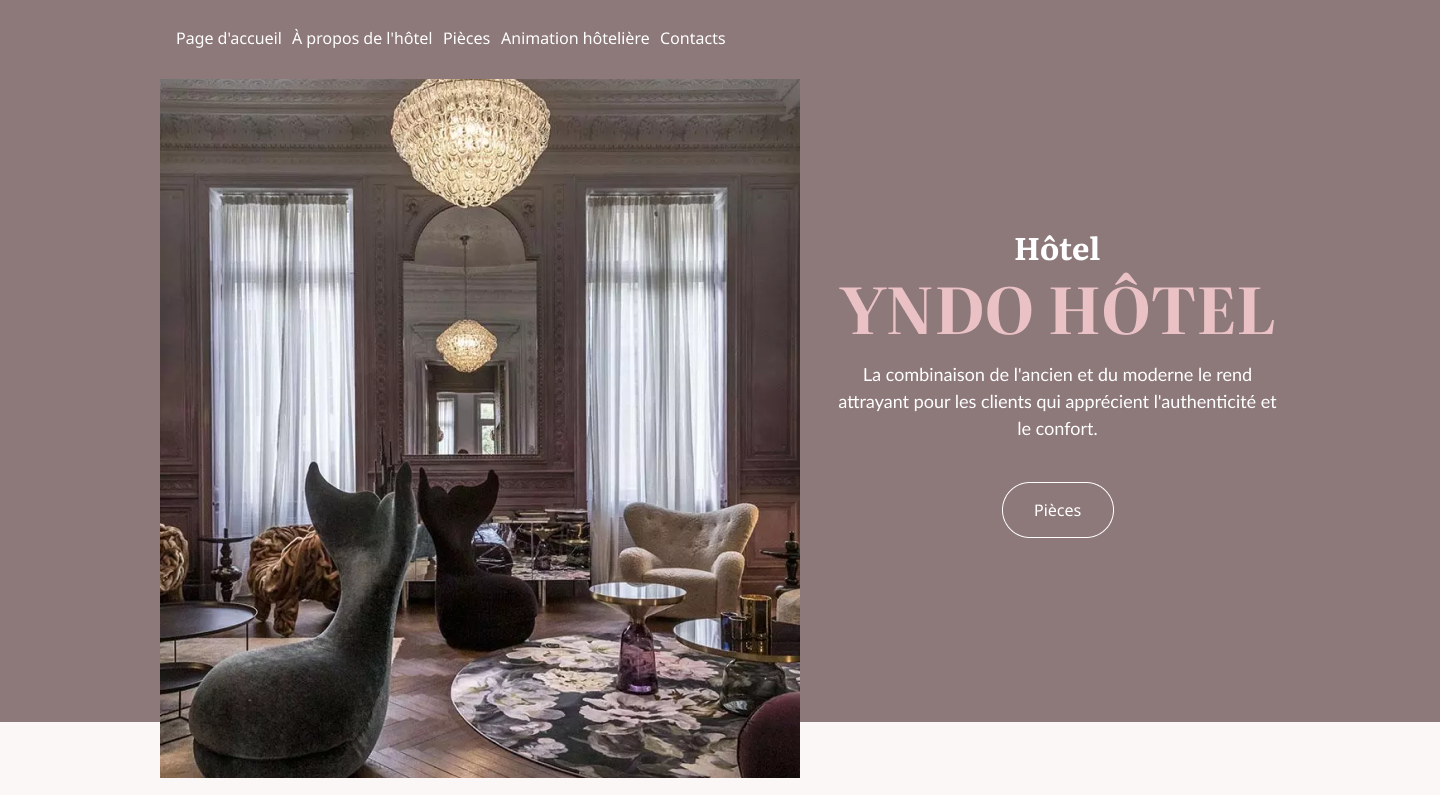 Page d'accueil À propos de l'hôtel Pièces Animation hôtelière Contacts
Hôtel
YNDO HÔTEL
La combinaison de l'ancien et du moderne le rend
attrayant pour les clients qui apprécient l'authenticité et
le confort.
Pièces